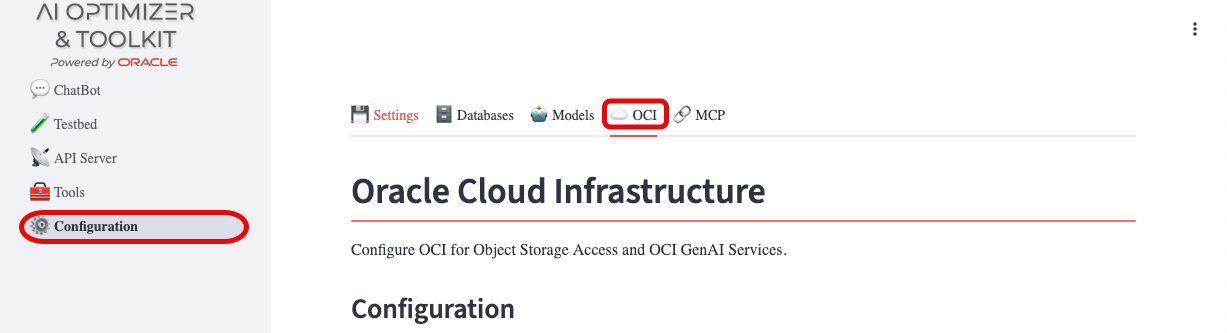 AI OPTIMIZER
& TOOLKIT
Powered by ORACLE
ChatBot
Testbed
API Server
Tools
Configuration
Settings Databases Models OCI MCP
Oracle Cloud Infrastructure
Configure OCI for Object Storage Access and OCI GenAI Services.
Configuration